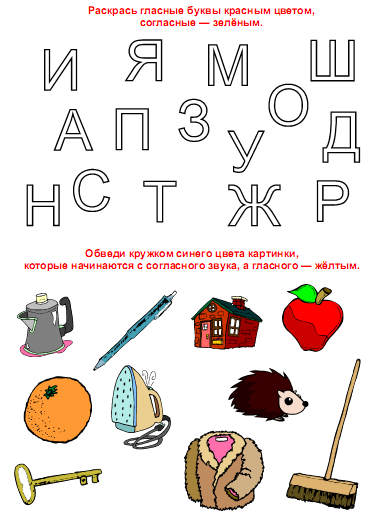 Раскрась гласные буквы красным цветом,
согласные — зелёным.
И Я М Ш
А П З О
У Д
Н С Т Ж Р
Обведи кружком синего цвета картинки,
которые начинаются с согласного звука, а гласного — жёлтым.